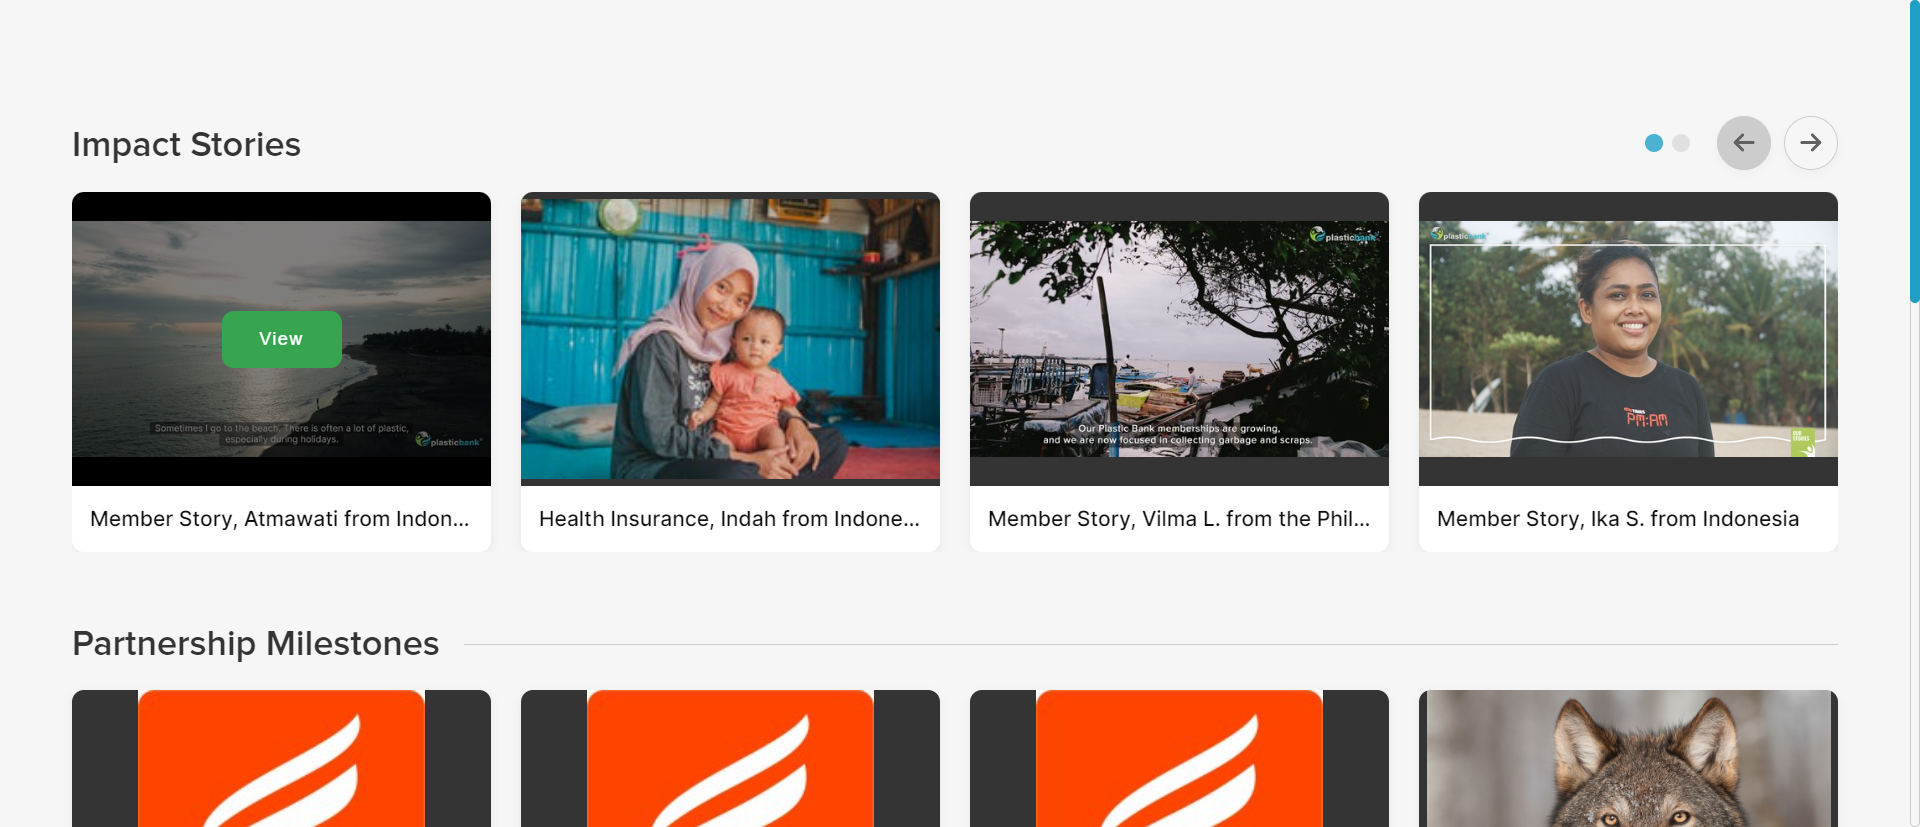 Impact Stories
View
Sometimes I go to the beach. There is often a lot of plastic,
especially during holidays.
plasticbank
plasticbank
Our Plastic Bank memberships are growing,
and we are now focused in collecting garbage and scraps.
plasticbank
PM:AM
OUR
STORIES
Member Story, Atmawati from Indon...
Health Insurance, Indah from Indone...
Member Story, Vilma L. from the Phil...
Member Story, Ika S. from Indonesia
Partnership Milestones